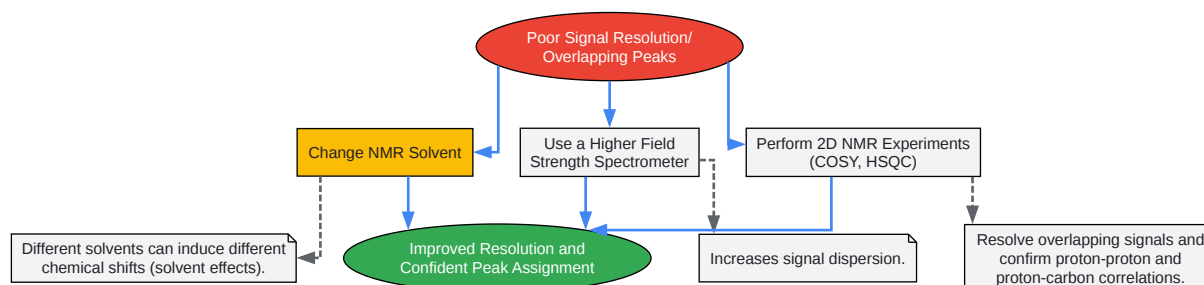 Poor Signal Resolution/
Overlapping Peaks
Change NMR Solvent
Use a Higher Field
Strength Spectrometer
Perform 2D NMR Experiments
(COSY, HSQC)
Different solvents can induce different
chemical shifts (solvent effects).
Improved Resolution and
Confident Peak Assignment
Increases signal dispersion.
Resolve overlapping signals and
confirm proton-proton and
proton-carbon correlations.